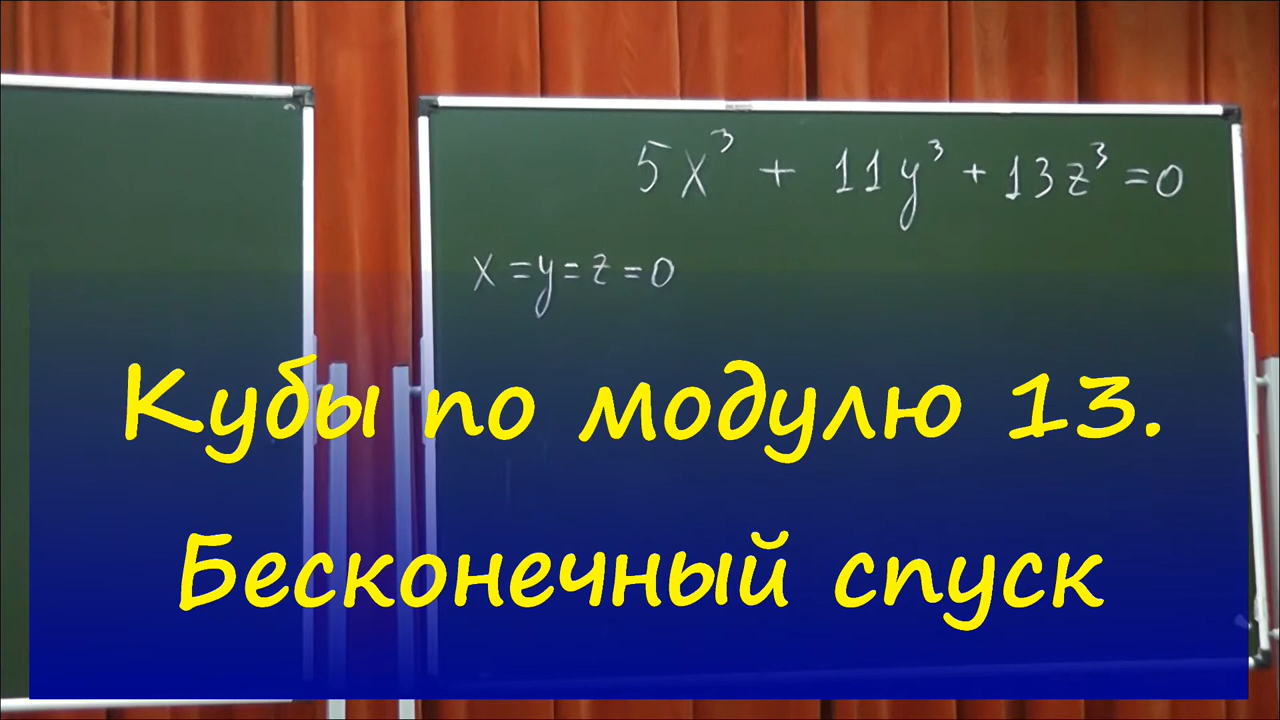 5x³ + 11y³ + 13z³ = 0
x = y = z = 0
Кубы по модулю 13.
Бесконечный спуск